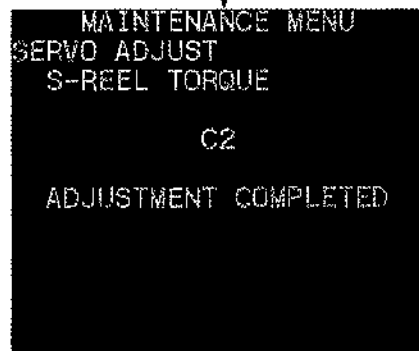 MAINTENANCE MENU
SERVO ADJUST
S-REEL TORQUE
C2
ADJUSTMENT COMPLETED